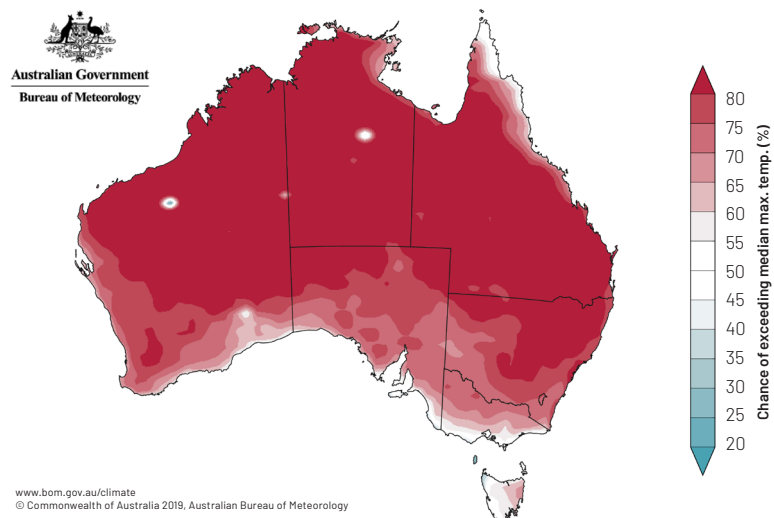 Australian Government
Bureau of Meteorology
80
75
70
65
60
55
50
45
40
35
30
25
20
Chance of exceeding median max. temp. (%)
www.bom.gov.au/climate
© Commonwealth of Australia 2019, Australian Bureau of Meteorology